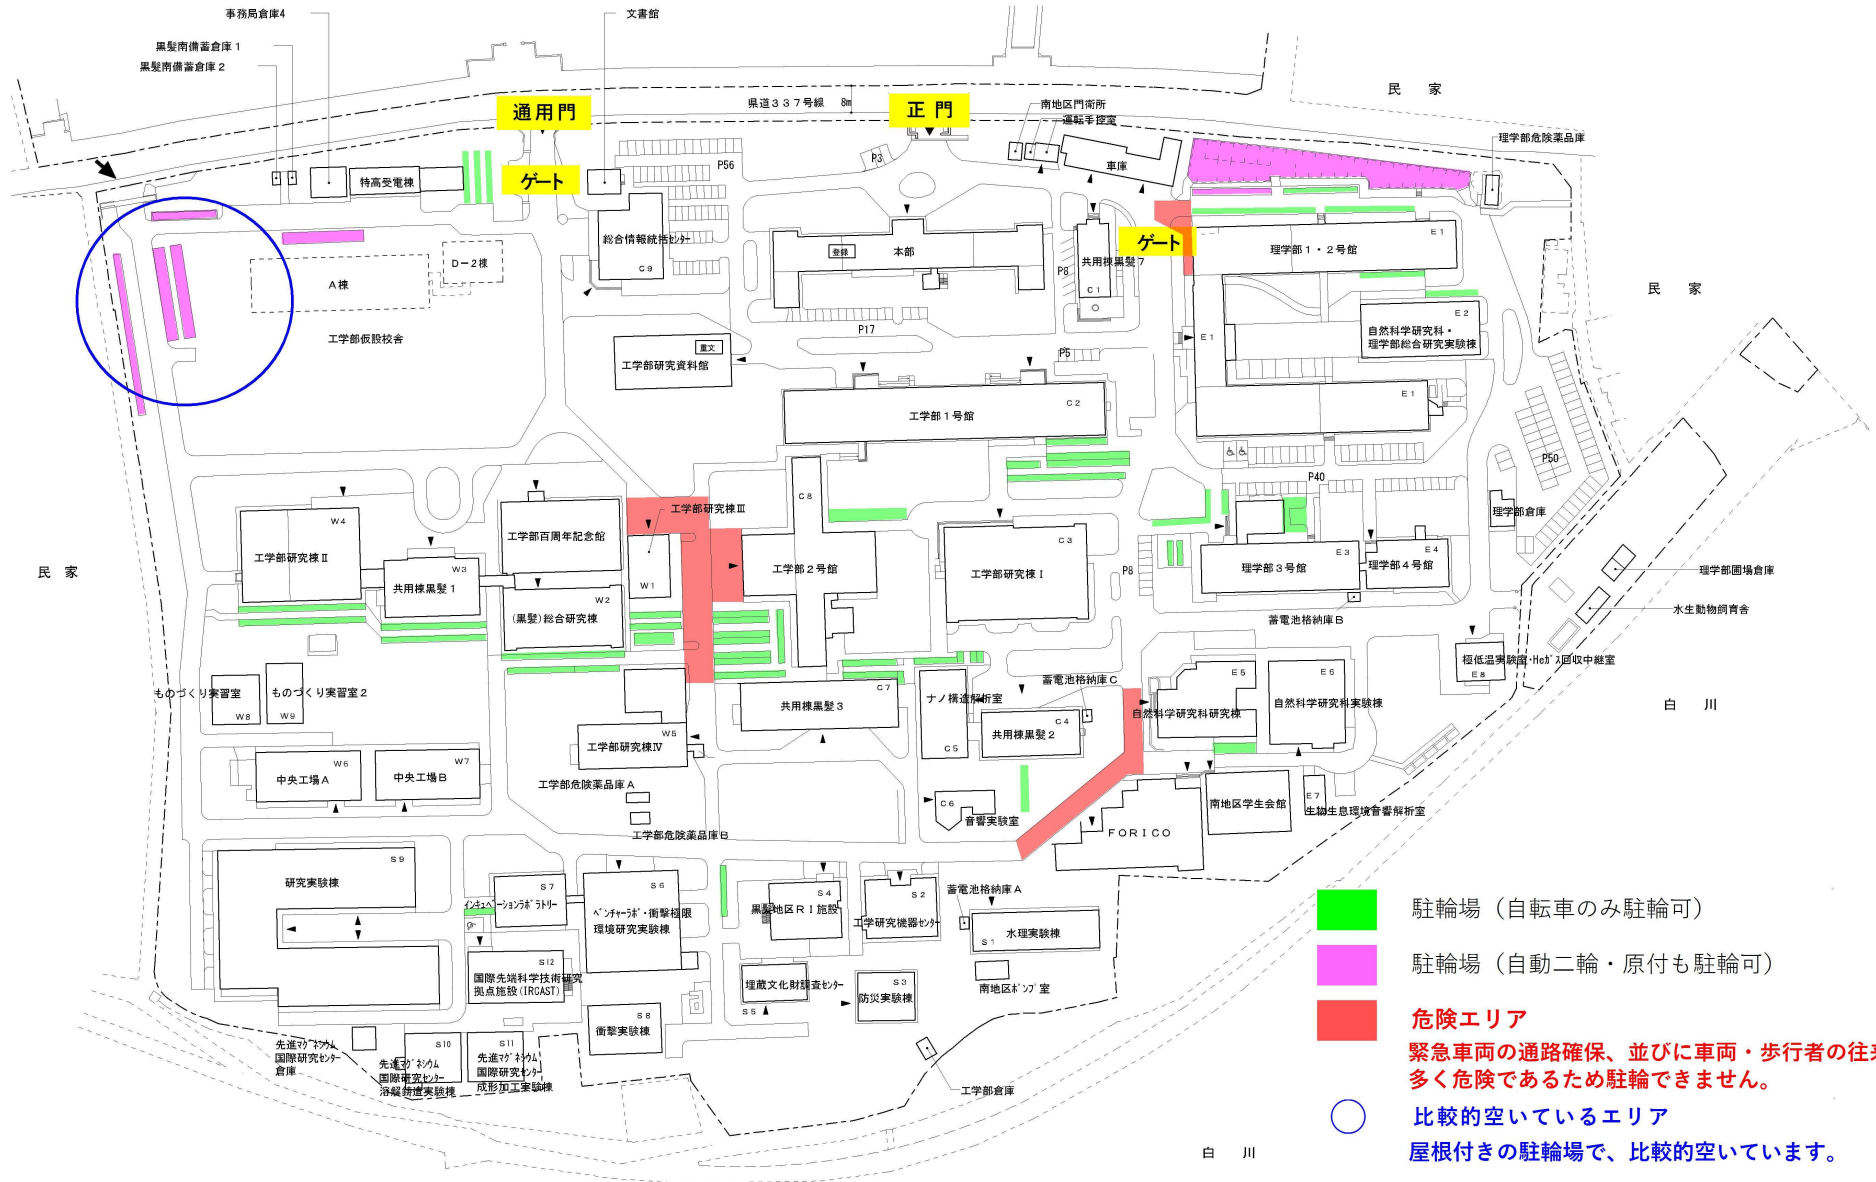 事務局倉庫4
文書館
黒髪南備蓄倉庫1
黒髪南備蓄倉庫2
民 家
通用門
県道337号線 8m
正 門
南地区門衛所
運転手控室
理学部危険薬品庫
P3
P56
車庫
特高受電棟
ゲート
総合情報統括センター
C9
登録
本部
共用棟黒髪7
C1
P8
ゲート
理学部1・2号館
E1
D-2棟
A棟
民 家
工学部仮設校舎
P17
重文
工学部研究資料館
P5
E1
E2
自然科学研究科・
理学部総合研究実験棟
E1
工学部1号館
C2
P50
P40
C8
W4
工学部研究棟Ⅱ
工学部百周年記念館
工学部研究棟Ⅲ
W1
工学部2号館
C3
工学部研究棟Ⅰ
理学部倉庫
E3
理学部3号館
E4
理学部4号館
P8
民 家
W3
共用棟黒髪1
W2
(黒髪)総合研究棟
理学部圃場倉庫
水生動物飼育舎
蓄電池格納庫B
極低温実験室・Heガス回収中継室
E8
ものづくり実習室
W8
ものづくり実習室2
W9
C7
共用棟黒髪3
ナノ構造解析室
C5
蓄電池格納庫C
C4
共用棟黒髪2
E5
自然科学研究科研究棟
E6
自然科学研究科実験棟
白 川
W5
工学部研究棟Ⅳ
W6
中央工場A
W7
中央工場B
工学部危険薬品庫A
工学部危険薬品庫B
C6
音響実験室
FORICO
南地区学生会館
E7
生物生息環境音響解析室
S9
研究実験棟
S7
インキュベーションラボラトリー
S6
ベンチャーラボ・衝撃極限
環境研究実験棟
S4
黒髪地区RI施設
S2
工学研究機器センター
蓄電池格納庫A
S1
水理実験棟
S12
国際先端科学技術研究
拠点施設(IRCAST)
埋蔵文化財調査センター
S5
S3
防災実験棟
南地区ポンプ室
S8
衝撃実験棟
先進マグネシウム
国際研究センター
倉庫
S10
先進マグネシウム
国際研究センター
溶解鋳造実験棟
S11
先進マグネシウム
国際研究センター
成形加工実験棟
工学部倉庫
白 川
駐輪場（自転車のみ駐輪可）
駐輪場（自動二輪・原付も駐輪可）
危険エリア
緊急車両の通路確保、並びに車両・歩行者の往来
多く危険であるため駐輪できません。
比較的空いているエリア
屋根付きの駐輪場で、比較的空いています。